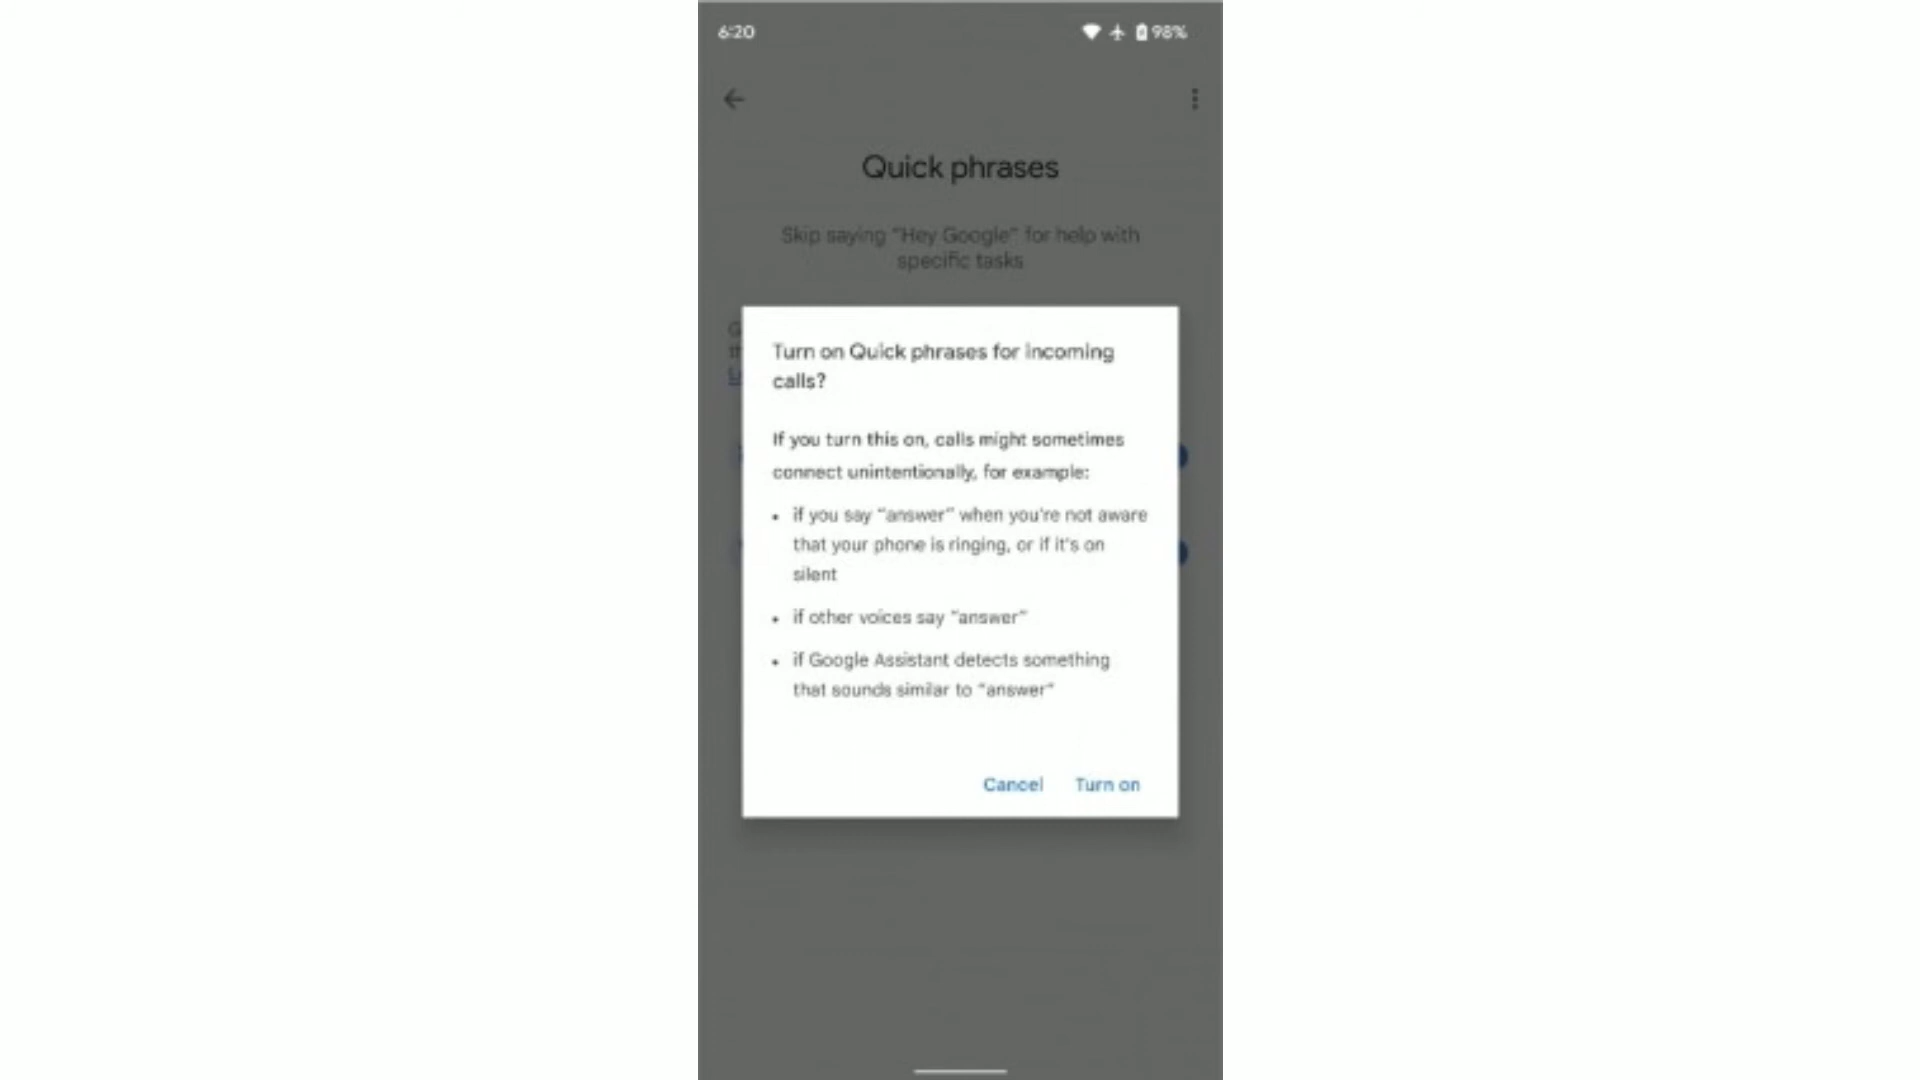 6:20
98%
Quick phrases
Skip saying "Hey Google" for help with
specific tasks
Turn on Quick phrases for incoming
calls?
If you turn this on, calls might sometimes
connect unintentionally, for example:
• if you say "answer" when you're not aware
that your phone is ringing, or if it's on
silent
• if other voices say "answer"
• if Google Assistant detects something
that sounds similar to "answer"
Cancel Turn on